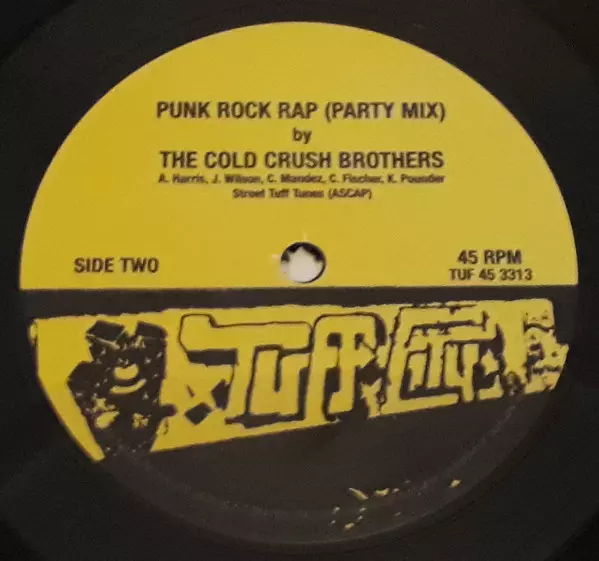 PUNK ROCK RAP (PARTY MIX)
by
THE COLD CRUSH BROTHERS
A. Harris, J. Wilson, C. Mandez, C. Fischer, K. Pounder
Street Tuff Tunes (ASCAP)
SIDE TWO
45 RPM
TUF 45 3313
TUFF CITY